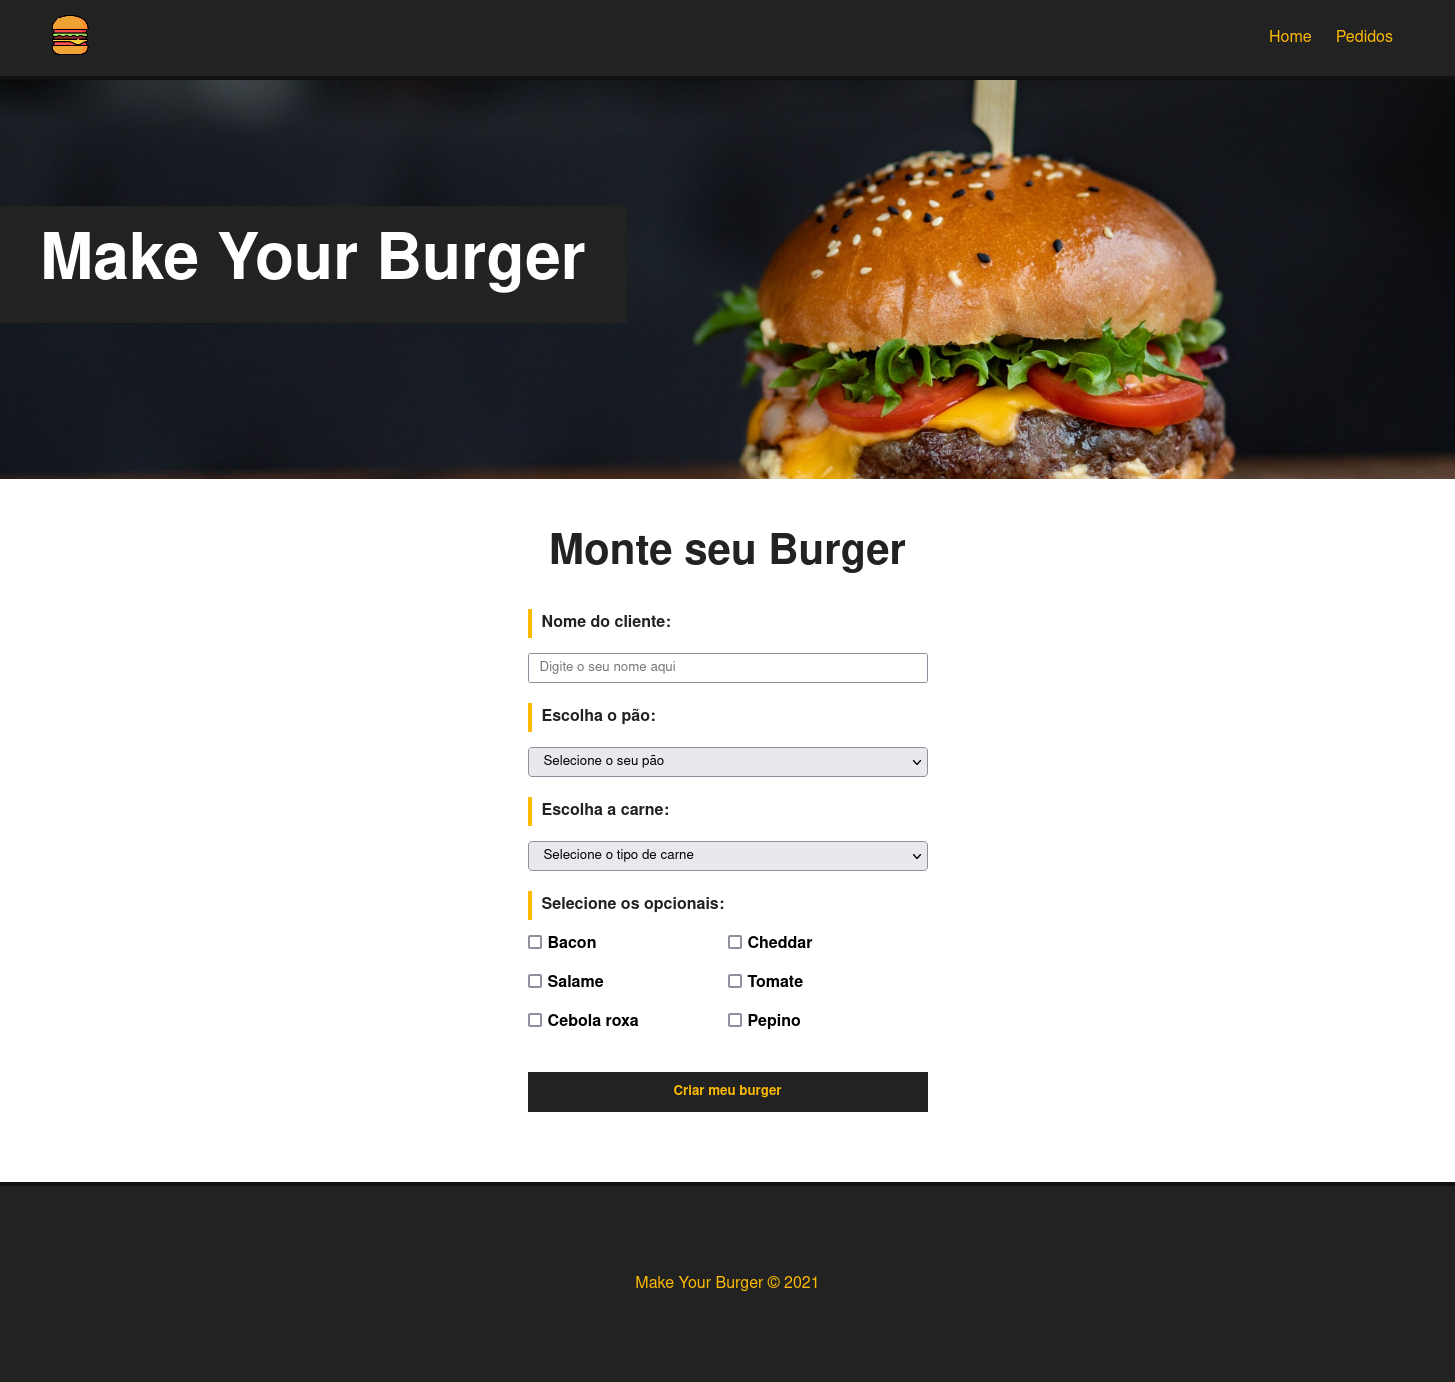 Home Pedidos
Make Your Burger
Monte seu Burger
Nome do cliente:
Digite o seu nome aqui
Escolha o pão:
Selecione o seu pão
Escolha a carne:
Selecione o tipo de carne
Selecione os opcionais:
Bacon Cheddar
Salame Tomate
Cebola roxa Pepino
Criar meu burger
Make Your Burger © 2021